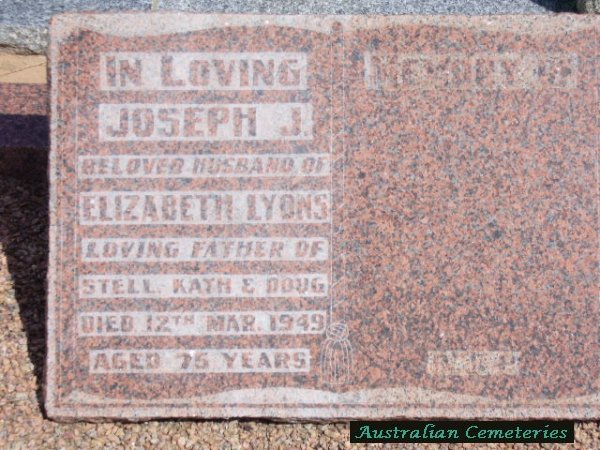 IN LOVING MEMORY OF
JOSEPH J.
BELOVED HUSBAND OF
ELIZABETH LYONS
LOVING FATHER OF
STELL, KATH & DOUG
DIED 12TH MAR. 1949
AGED 75 YEARS
Australian Cemeteries